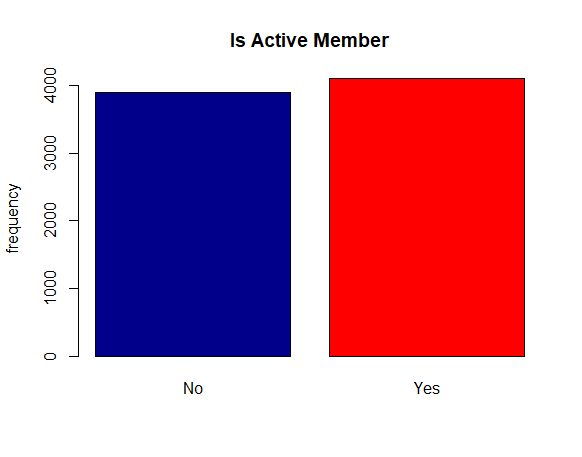 Is Active Member
frequency
4000
3000
2000
1000
0
No
Yes